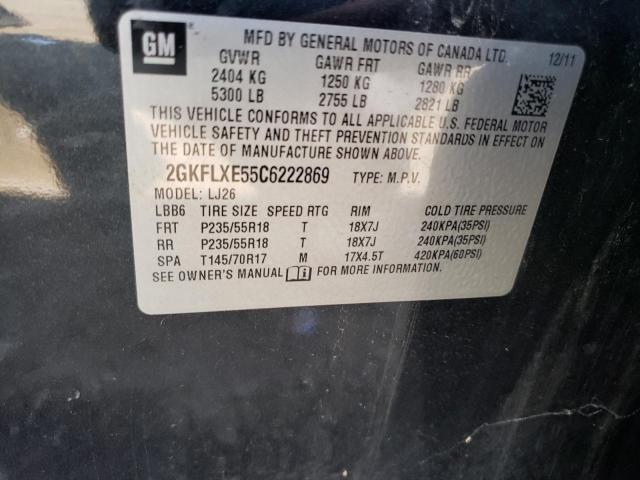 GM
MFD BY GENERAL MOTORS OF CANADA LTD.
12/11
GVWR GAWR FRT GAWR RR
2404 KG 1250 KG 1280 KG
5300 LB 2755 LB 2821 LB
THIS VEHICLE CONFORMS TO ALL APPLICABLE U.S. FEDERAL MOTOR
VEHICLE SAFETY AND THEFT PREVENTION STANDARDS IN EFFECT ON
THE DATE OF MANUFACTURE SHOWN ABOVE.
2GKFLXE55C6222869 TYPE: M.P.V.
MODEL: LJ26
LBB6 TIRE SIZE SPEED RTG RIM COLD TIRE PRESSURE
FRT P235/55R18 T 18X7J 240KPA(35PSI)
RR P235/55R18 T 18X7J 240KPA(35PSI)
SPA T145/70R17 M 17X4.5T 420KPA(60PSI)
SEE OWNER'S MANUAL FOR MORE INFORMATION.